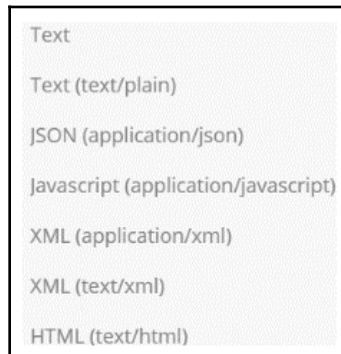 Text
Text (text/plain)
JSON (application/json)
Javascript (application/javascript)
XML (application/xml)
XML (text/xml)
HTML (text/html)